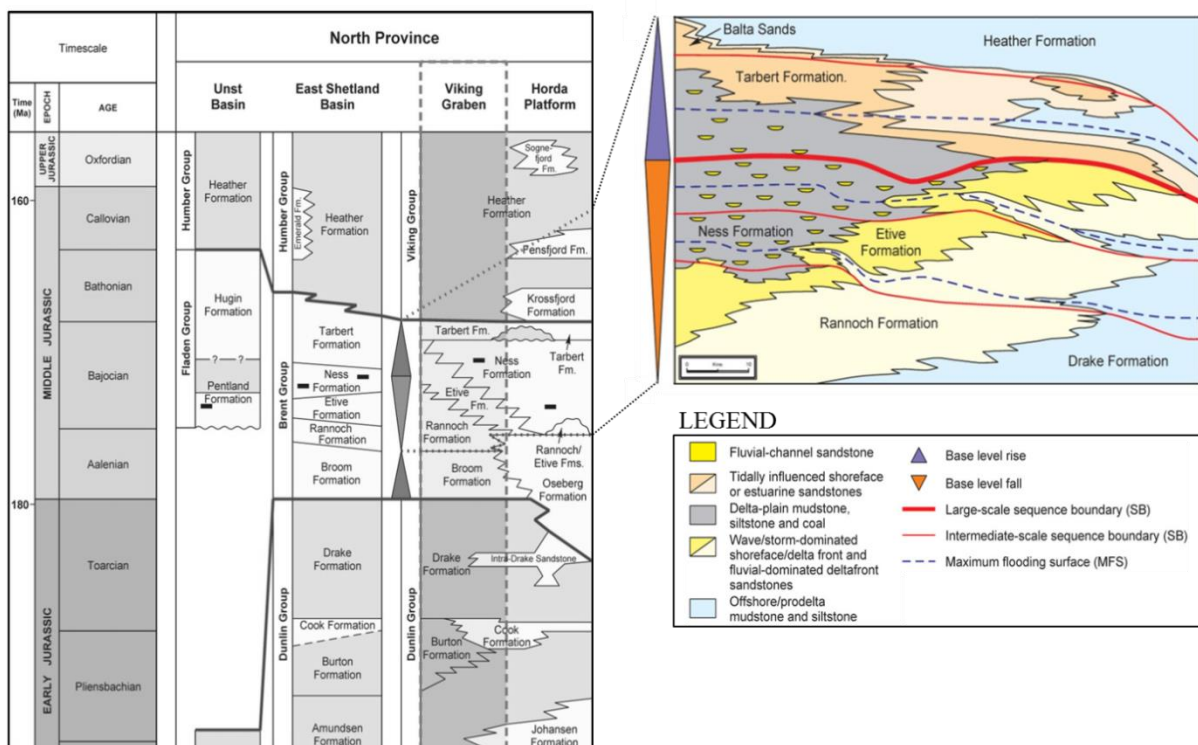 Timescale
North Province
Unst
Basin
East Shetland
Basin
Viking
Graben
Horda
Platform
Time
(Ma)
EPOCH
AGE
160
180
UPPER
JURASSIC
MIDDLE JURASSIC
EARLY JURASSIC
Oxfordian
Callovian
Bathonian
Bajocian
Aalenian
Toarcian
Pliensbachian
Humber Group
Heather
Formation
Fladen Group
Hugin
Formation
? ?
Pentland
Formation
Humber Group
Emerald Fm.
Heather
Formation
Brent Group
Tarbert
Formation
Ness
Formation
Etive
Formation
Rannoch
Formation
Broom
Formation
Dunlin Group
Drake
Formation
Cook Formation
Burton
Formation
Amundsen
Formation
Viking Group
Dunlin Group
Heather
Formation
Sogne-
fjord
Fm.
Fensfjord Fm.
Krossfjord
Formation
Tarbert Fm.
Tarbert
Fm.
Ness
Formation
Etive
Fm.
Rannoch
Formation
Rannoch/
Etive Fms.
Broom
Formation
Oseberg
Formation
Drake
Formation
Intra-Drake Sandstone
Cook
Formation
Burton
Formation
Johansen
Formation
Balta Sands
Heather Formation
Tarbert Formation.
Ness Formation
Etive
Formation
Rannoch Formation
Drake Formation
LEGEND
Fluvial-channel sandstone
Tidally influenced shoreface
or estuarine sandstones
Delta-plain mudstone,
siltstone and coal
Wave/storm-dominated
shoreface/delta front and
fluvial-dominated deltafront
sandstones
Offshore/prodelta
mudstone and siltstone
Base level rise
Base level fall
Large-scale sequence boundary (SB)
Intermediate-scale sequence boundary (SB)
Maximum flooding surface (MFS)